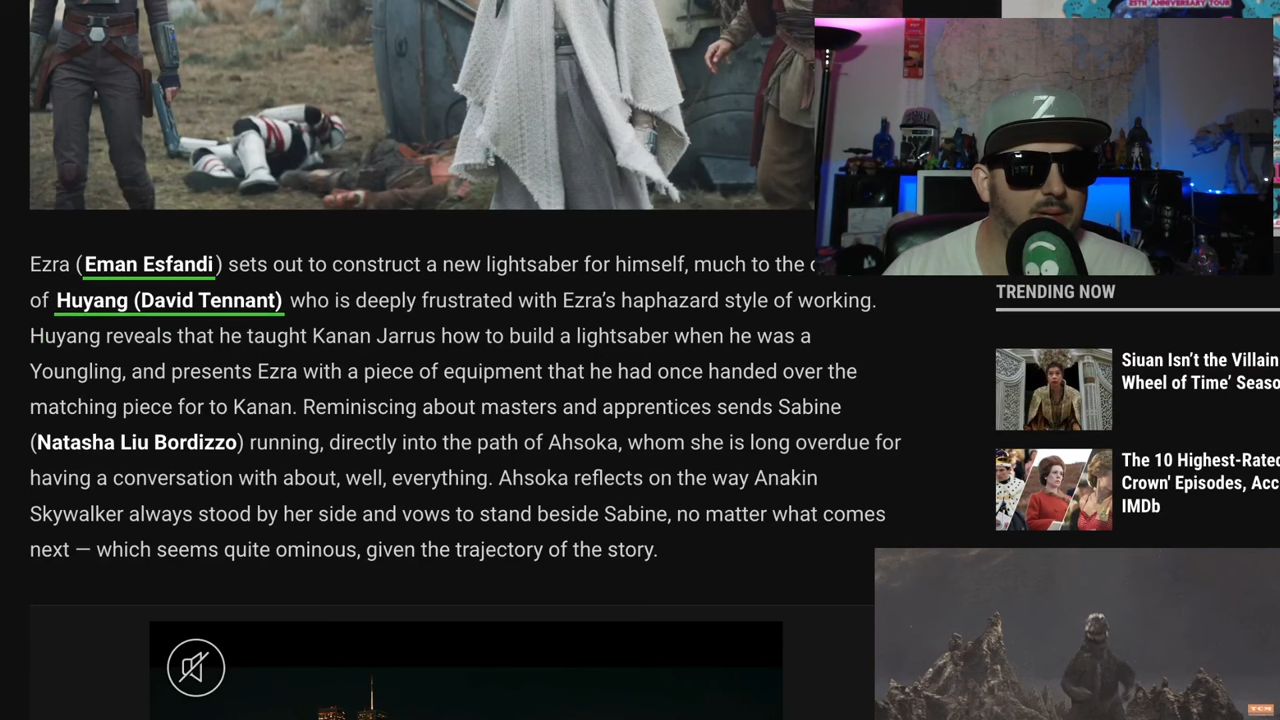 25TH ANNIVERSARY TOUR
Z
Ezra (Eman Esfandi) sets out to construct a new lightsaber for himself, much to the
of Huyang (David Tennant) who is deeply frustrated with Ezra’s haphazard style of working.
Huyang reveals that he taught Kanan Jarrus how to build a lightsaber when he was a
Youngling, and presents Ezra with a piece of equipment that he had once handed over the
matching piece for to Kanan. Reminiscing about masters and apprentices sends Sabine
(Natasha Liu Bordizzo) running, directly into the path of Ahsoka, whom she is long overdue for
having a conversation with about, well, everything. Ahsoka reflects on the way Anakin
Skywalker always stood by her side and vows to stand beside Sabine, no matter what comes
next — which seems quite ominous, given the trajectory of the story.
TRENDING NOW
Siuan Isn’t the Villain
Wheel of Time’ Seaso
The 10 Highest-Rated
Crown' Episodes, Acc
IMDb
TCM